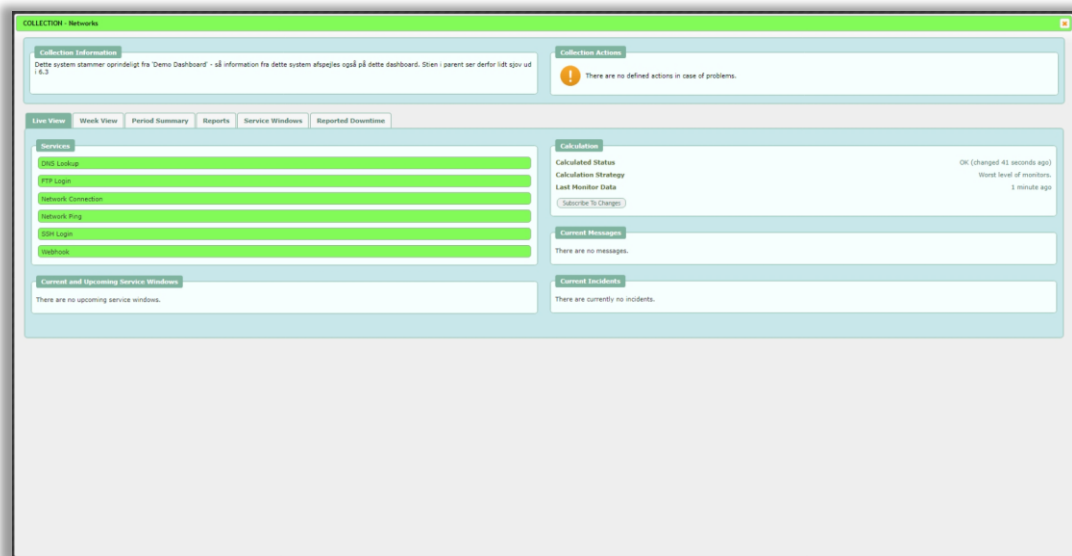 COLLECTION - Networks
Collection Information
Dette system stammer oprindeligt fra 'Demo Dashboard' - så information fra dette system afspejles også på dette dashboard. Stien i parent ser derfor lidt sjov ud
i 6.3
Collection Actions
There are no defined actions in case of problems.
Live View Week View Period Summary Reports Service Windows Reported Downtime
Services
DNS Lookup
FTP Login
Network Connection
Network Ping
SSH Login
Webhook
Current and Upcoming Service Windows
There are no upcoming service windows.
Calculation
Calculated Status OK (changed 41 seconds ago)
Calculation Strategy Worst level of monitors.
Last Monitor Data 1 minute ago
Subscribe To Changes
Current Messages
There are no messages.
Current Incidents
There are currently no incidents.